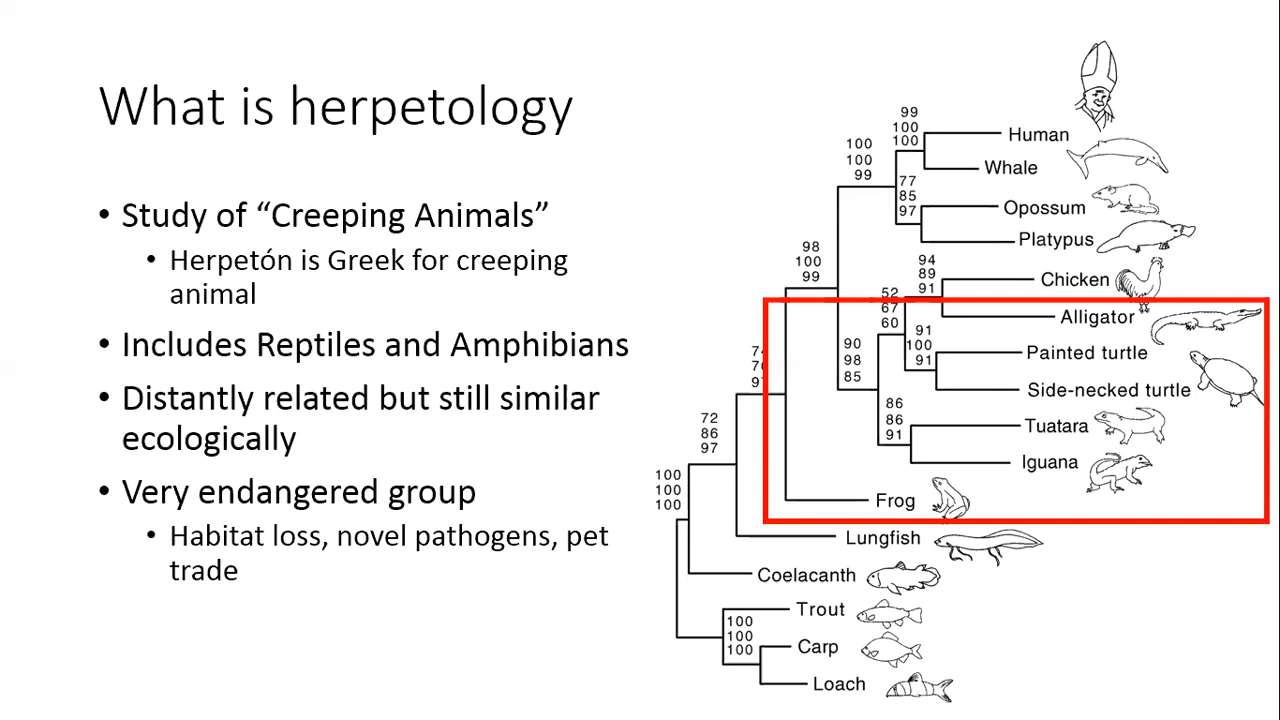 What is herpetology
• Study of “Creeping Animals”
• Herpetón is Greek for creeping
animal
• Includes Reptiles and Amphibians
• Distantly related but still similar
ecologically
• Very endangered group
• Habitat loss, novel pathogens, pet
trade
99
100
100
Human
100
100
99
Whale
77
85
97
Opossum
Platypus
98
100
99
94
89
91
Chicken
52
67
60
Alligator
91
100
91
Painted turtle
90
98
85
Side-necked turtle
86
86
91
Tuatara
Iguana
Frog
72
86
97
Lungfish
100
100
100
Coelacanth
Trout
100
100
100
Carp
Loach